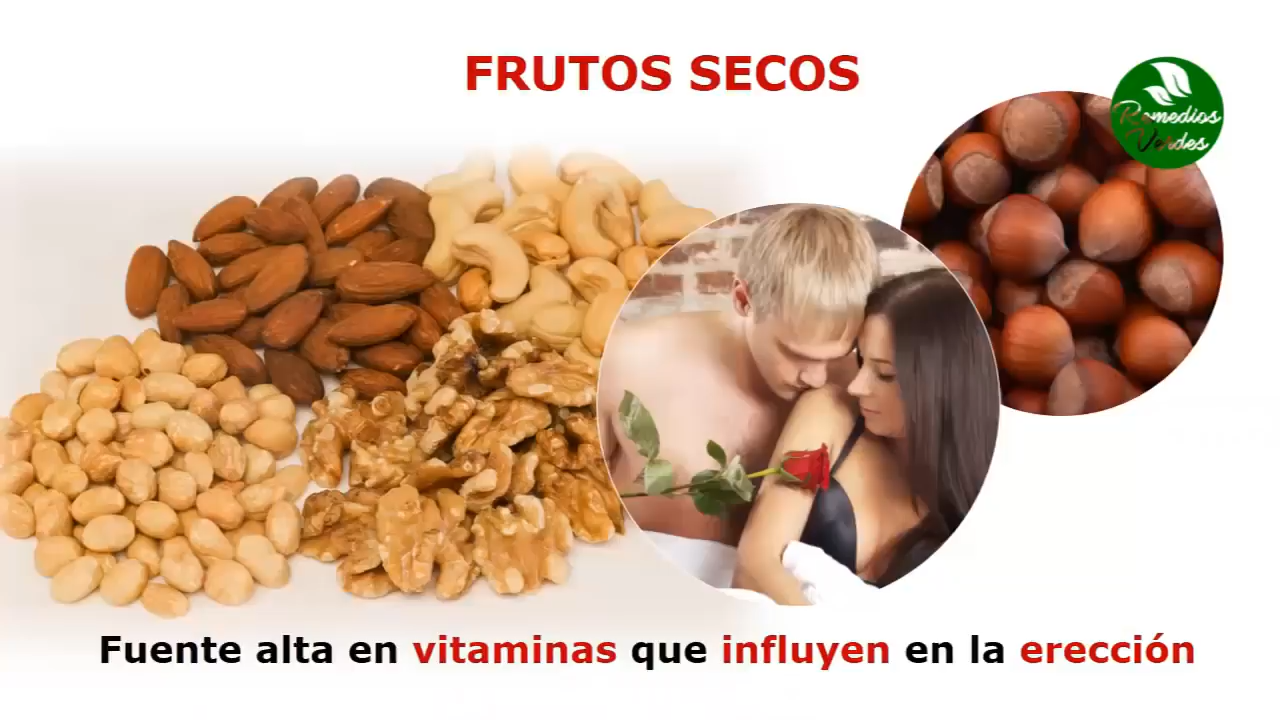 FRUTOS SECOS
Remedios
Verdes
Fuente alta en vitaminas que influyen en la erección